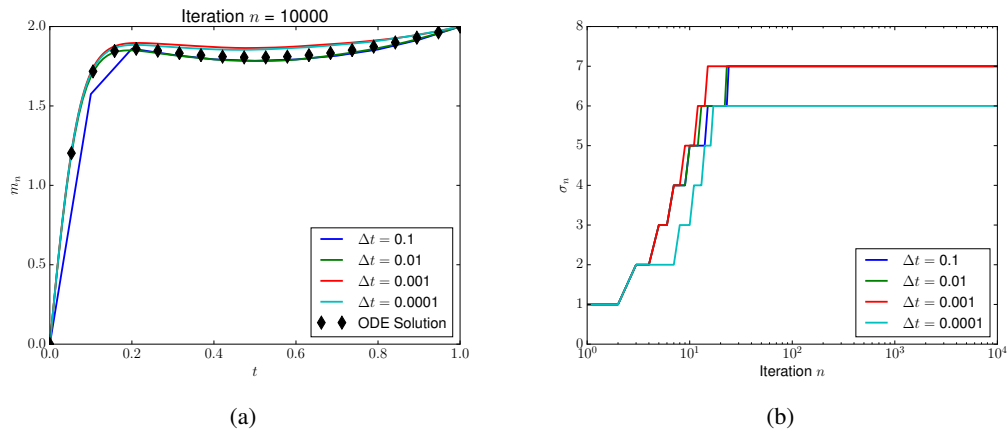 Iteration n = 10000
2.0
1.5
1.0
0.5
0.0
m_n
0.0 0.2 0.4 0.6 0.8 1.0
t
Δt = 0.1
Δt = 0.01
Δt = 0.001
Δt = 0.0001
ODE Solution
(a)
8
7
6
5
4
3
2
1
0
σ_n
10^0 10^1 10^2 10^3 10^4
Iteration n
Δt = 0.1
Δt = 0.01
Δt = 0.001
Δt = 0.0001
(b)